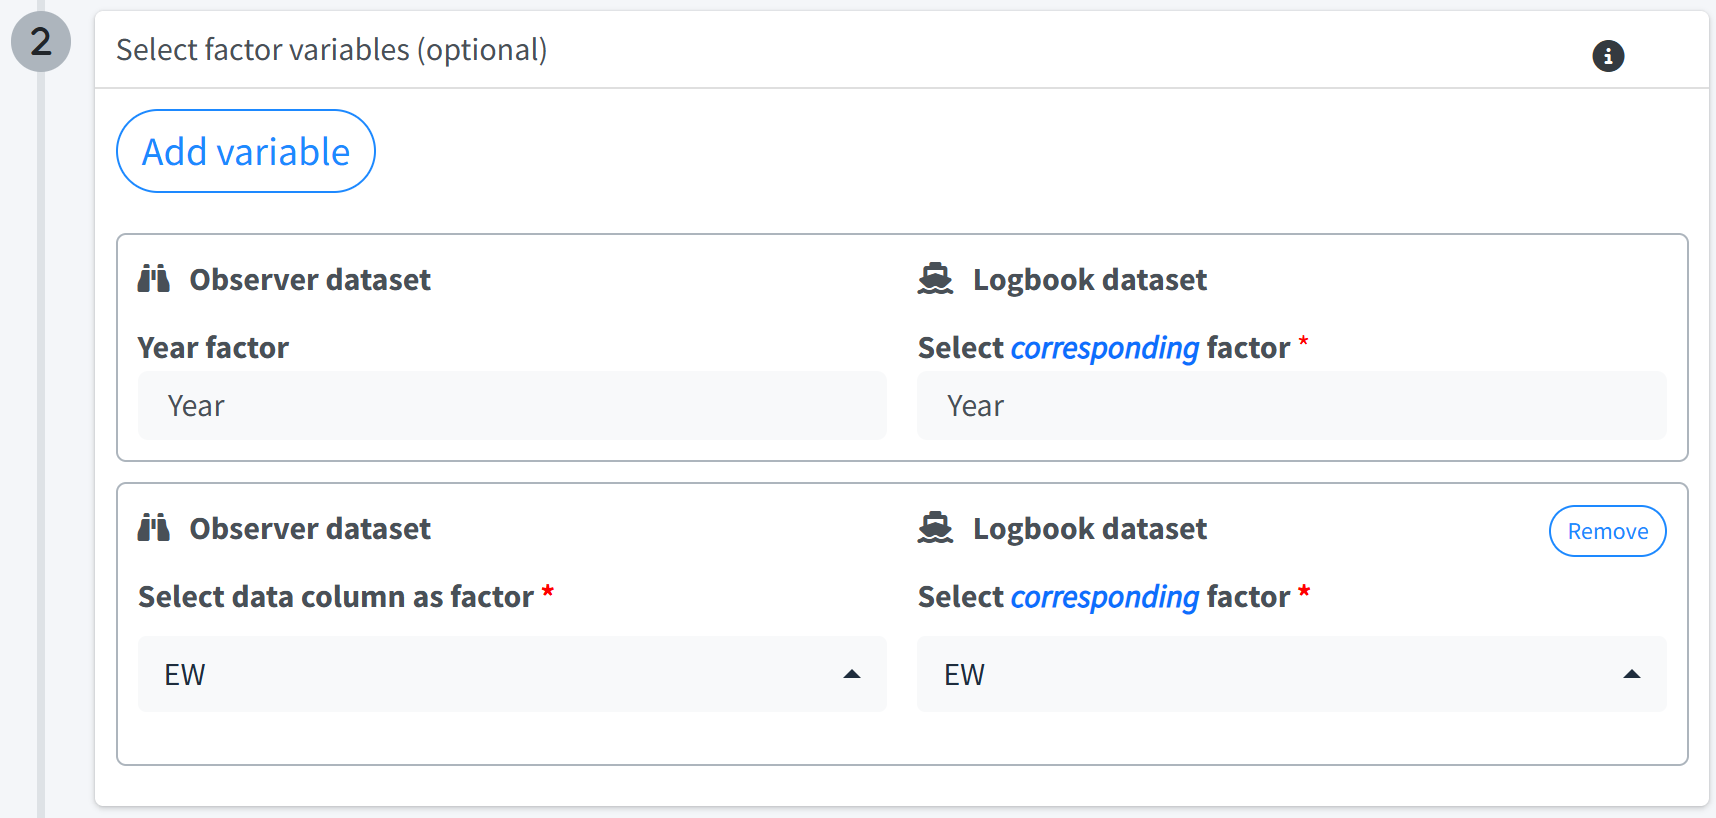 2
Select factor variables (optional)
Add variable
Observer dataset
Logbook dataset
Year factor
Select corresponding factor *
Year
Year
Observer dataset
Logbook dataset
Remove
Select data column as factor *
Select corresponding factor *
EW
EW